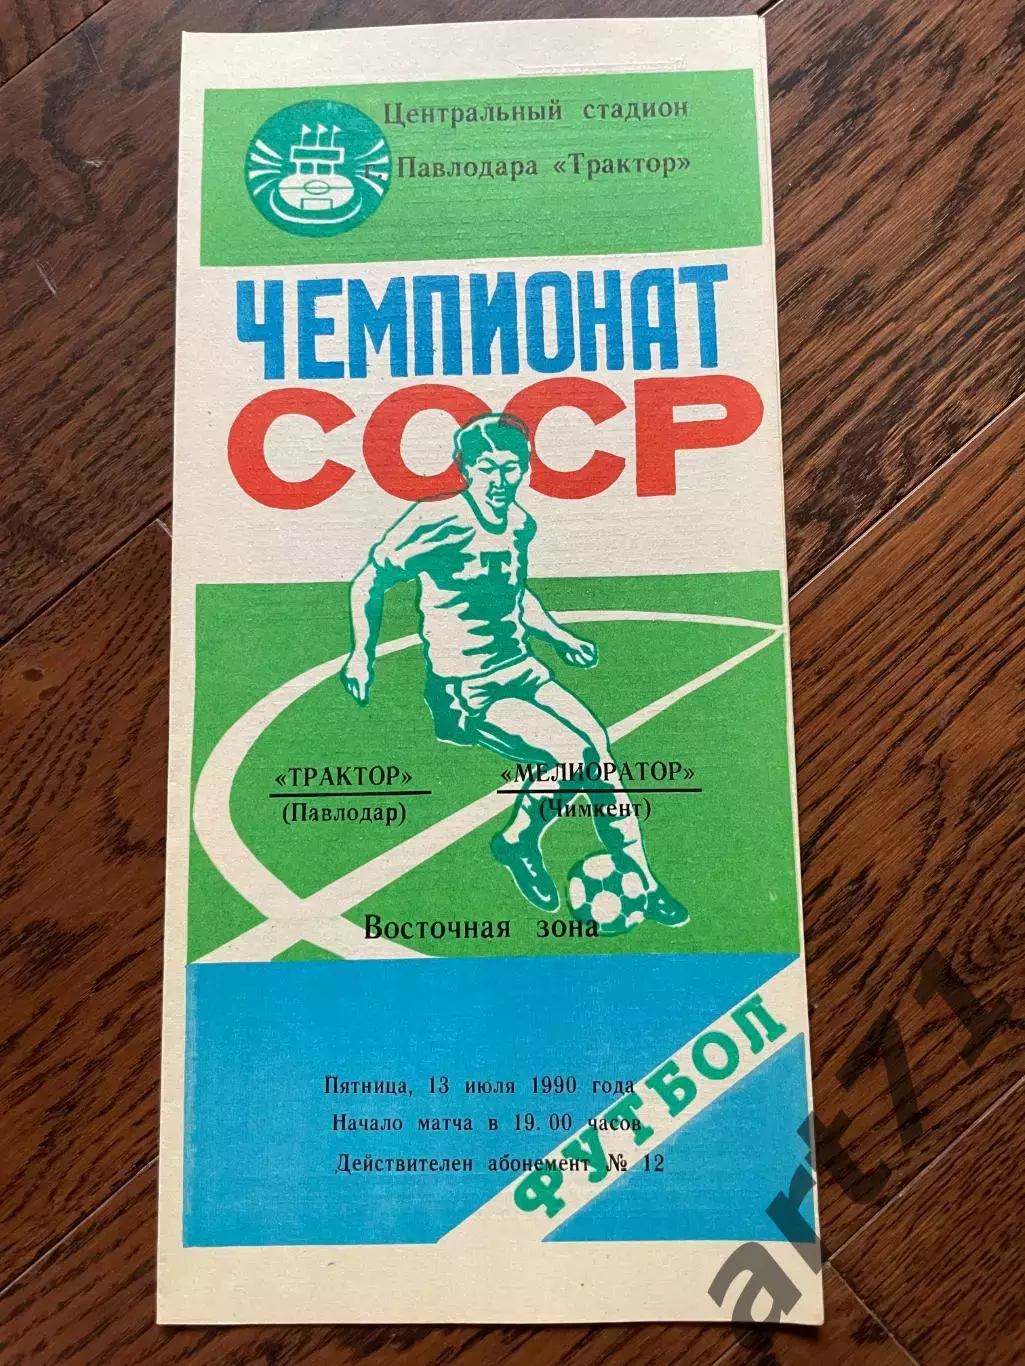 Центральный стадион
г. Павлодара «Трактор»
ЧЕМПИОНАТ
СССР
Т
«ТРАКТОР» «МЕЛИОРАТОР»
(Павлодар) (Чимкент)
Восточная зона
Пятница, 13 июля 1990 года
Начало матча в 19.00 часов
Действителен абонемент № 12
ФУТБОЛ
art71